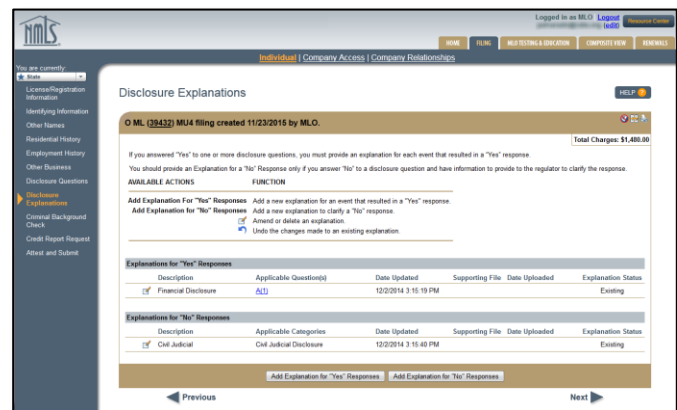 Logged in as MLO Logout
(edit)
Resource Center
NMLS
HOME FILING MLO TESTING & EDUCATION COMPOSITE VIEW RENEWALS
Individual | Company Access | Company Relationships
You are currently:
State
License/Registration
Information
Identifying Information
Other Names
Residential History
Employment History
Other Business
Disclosure Questions
Disclosure
Explanations
Criminal Background
Check
Credit Report Request
Attest and Submit
Disclosure Explanations
HELP ?
O ML (39432) MU4 filing created 11/23/2015 by MLO.
Total Charges: $1,480.00
If you answered "Yes" to one or more disclosure questions, you must provide an explanation for each event that resulted in a "Yes" response.
You should provide an Explanation for a "No" Response only if you answer "No" to a disclosure question and have information to provide to the regulator to clarify the response.
AVAILABLE ACTIONS FUNCTION
Add Explanation For "Yes" Responses Add a new explanation for an event that resulted in a "Yes" response.
Add Explanation for "No" Responses Add a new explanation to clarify a "No" response.
Amend or delete an explanation.
Undo the changes made to an existing explanation.
Explanations for "Yes" Responses
Description Applicable Question(s) Date Updated Supporting File Date Uploaded Explanation Status
Financial Disclosure A(1) 12/2/2014 3:15:19 PM Existing
Explanations for "No" Responses
Description Applicable Categories Date Updated Supporting File Date Uploaded Explanation Status
Civil Judicial Civil Judicial Disclosure 12/2/2014 3:15:40 PM Existing
Add Explanation for "Yes" Responses Add Explanation for "No" Responses
Previous Next